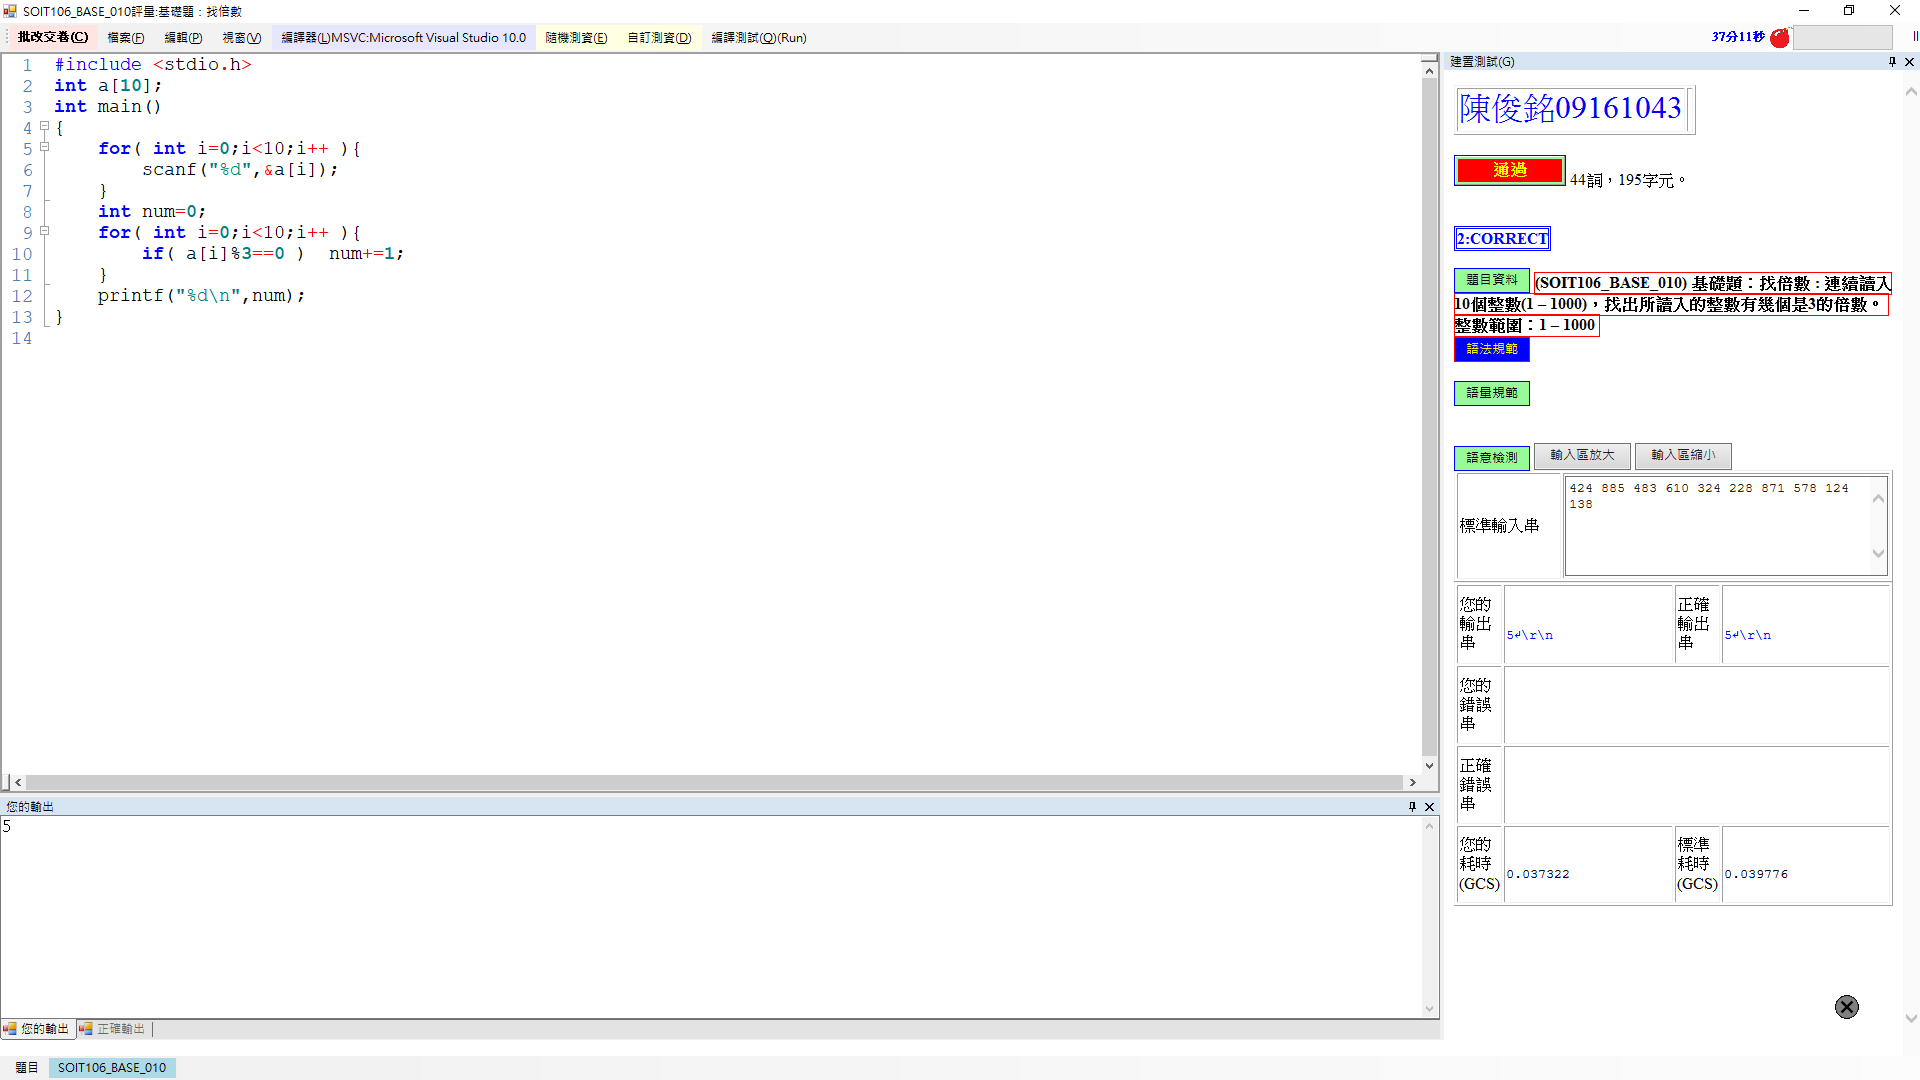 SOIT106_BASE_010評量:基礎題：找倍數
批改交卷(C) 檔案(F) 編輯(P) 視窗(V) 編譯器(L)MSVC:Microsoft Visual Studio 10.0 隨機測資(E) 自訂測資(D) 編譯測試(Q)(Run) 37分11秒
1 #include <stdio.h>
2 int a[10];
3 int main()
4 {
5 for( int i=0;i<10;i++ ){
6 scanf("%d",&a[i]);
7 }
8 int num=0;
9 for( int i=0;i<10;i++ ){
10 if( a[i]%3==0 ) num+=1;
11 }
12 printf("%d\n",num);
13 }
14
您的輸出
5
您的輸出 正確輸出
題目 SOIT106_BASE_010
建置測試(G)
陳俊銘09161043
通過 44詞，195字元。
2:CORRECT
題目資料 (SOIT106_BASE_010) 基礎題：找倍數：連續讀入
10個整數(1 – 1000)，找出所讀入的整數有幾個是3的倍數。
整數範圍：1 – 1000
語法規範
語量規範
語意檢測 輸入區放大 輸入區縮小
標準輸入串
424 885 483 610 324 228 871 578 124
138
您的輸出串 5↵\r\n 正確輸出串 5↵\r\n
您的錯誤串
正確錯誤串
您的耗時(GCS) 0.037322 標準耗時(GCS) 0.039776